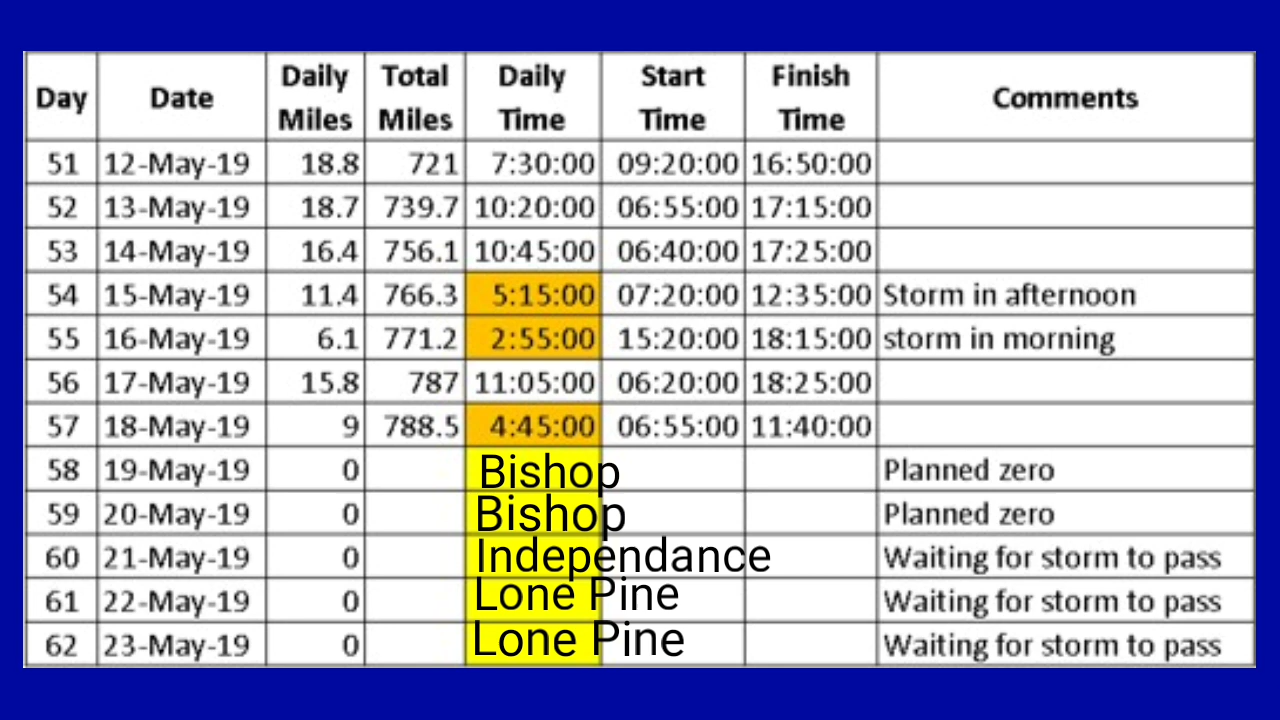 Day Date Daily Miles Total Miles Daily Time Start Time Finish Time Comments
51 12-May-19 18.8 721 7:30:00 09:20:00 16:50:00
52 13-May-19 18.7 739.7 10:20:00 06:55:00 17:15:00
53 14-May-19 16.4 756.1 10:45:00 06:40:00 17:25:00
54 15-May-19 11.4 766.3 5:15:00 07:20:00 12:35:00 Storm in afternoon
55 16-May-19 6.1 771.2 2:55:00 15:20:00 18:15:00 storm in morning
56 17-May-19 15.8 787 11:05:00 06:20:00 18:25:00
57 18-May-19 9 788.5 4:45:00 06:55:00 11:40:00
58 19-May-19 0 Bishop Planned zero
59 20-May-19 0 Bishop Planned zero
60 21-May-19 0 Independance Waiting for storm to pass
61 22-May-19 0 Lone Pine Waiting for storm to pass
62 23-May-19 0 Lone Pine Waiting for storm to pass